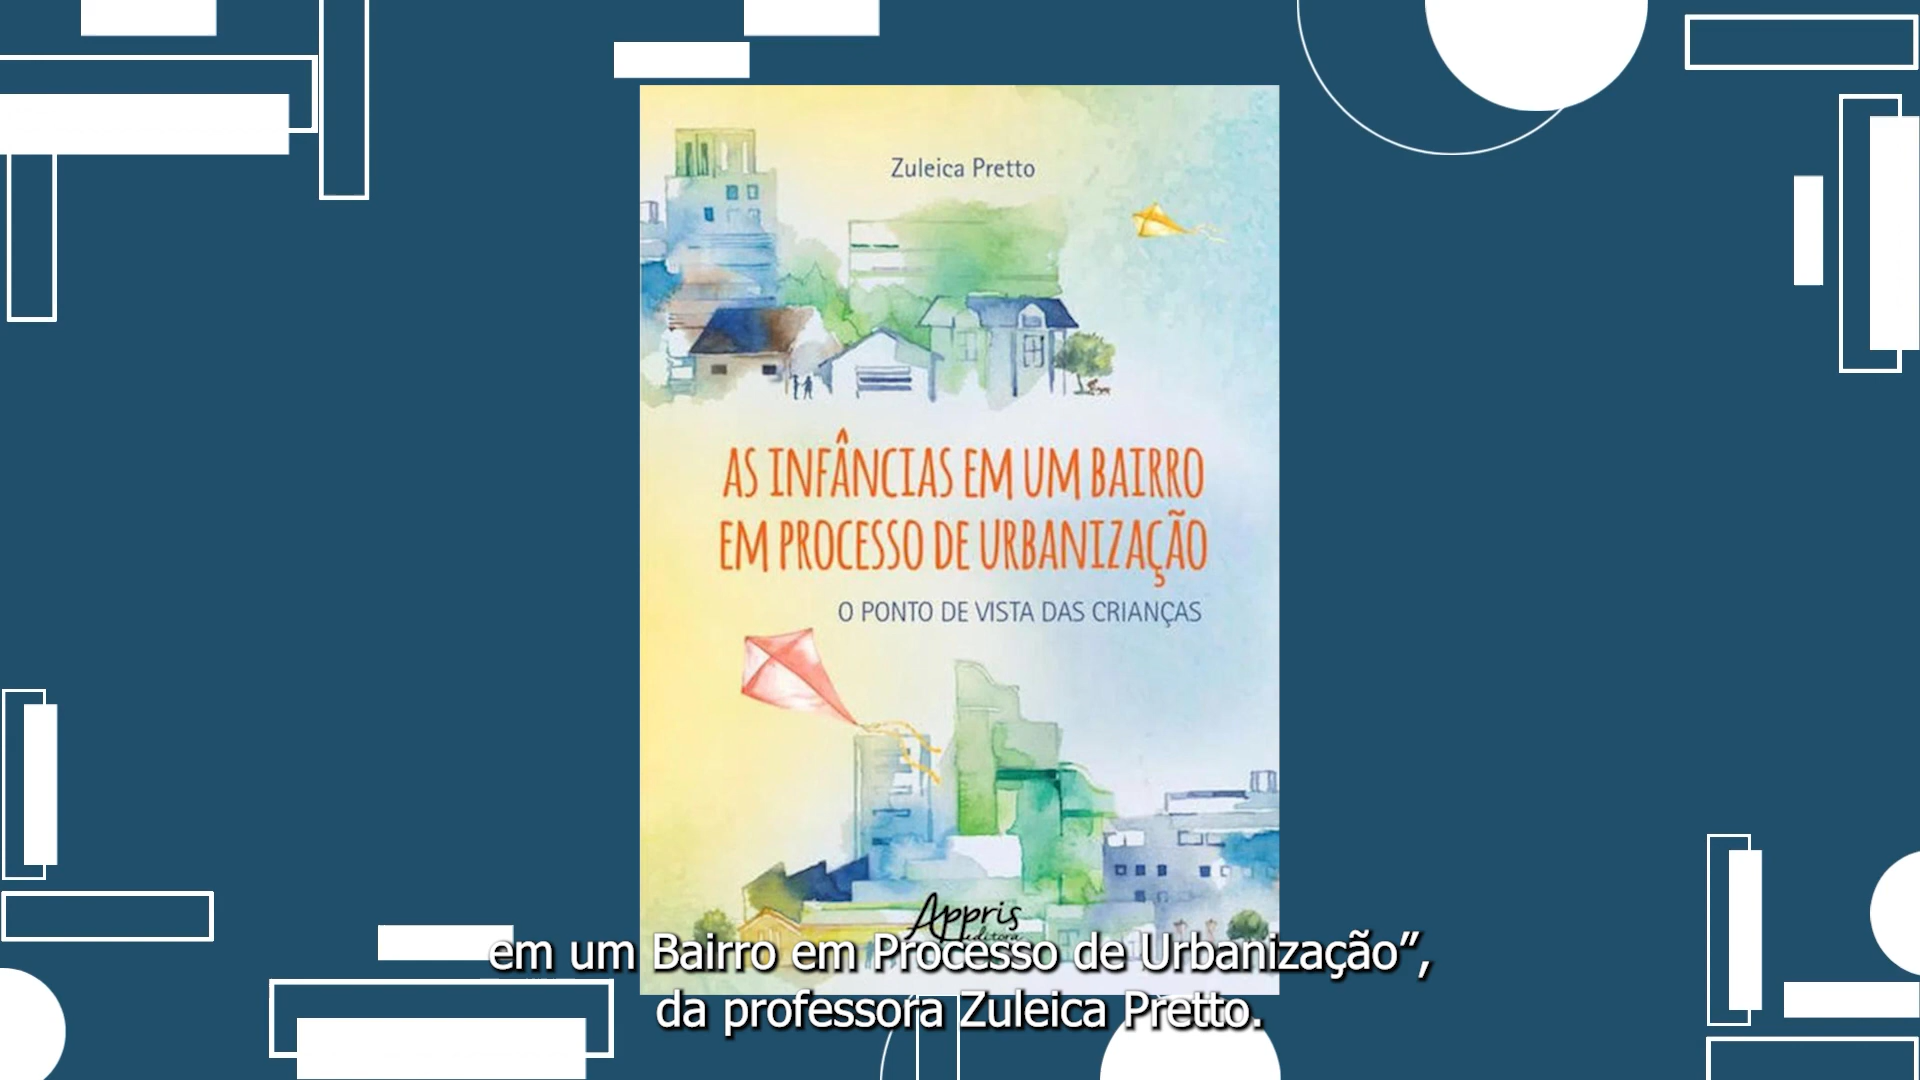 Zuleica Pretto
AS INFÂNCIAS EM UM BAIRRO
EM PROCESSO DE URBANIZAÇÃO
O PONTO DE VISTA DAS CRIANÇAS
Appris
editora
em um Bairro em Processo de Urbanização”,
da professora Zuleica Pretto.